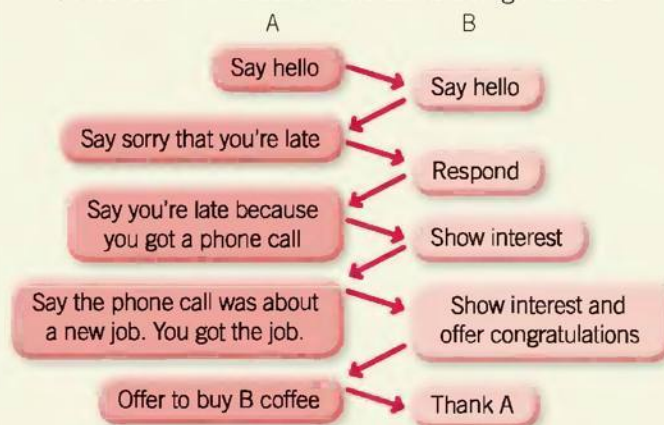 A
B
Say hello
Say hello
Say sorry that you're late
Respond
Say you're late because
you got a phone call
Show interest
Say the phone call was about
a new job. You got the job.
Show interest and
offer congratulations
Offer to buy B coffee
Thank A